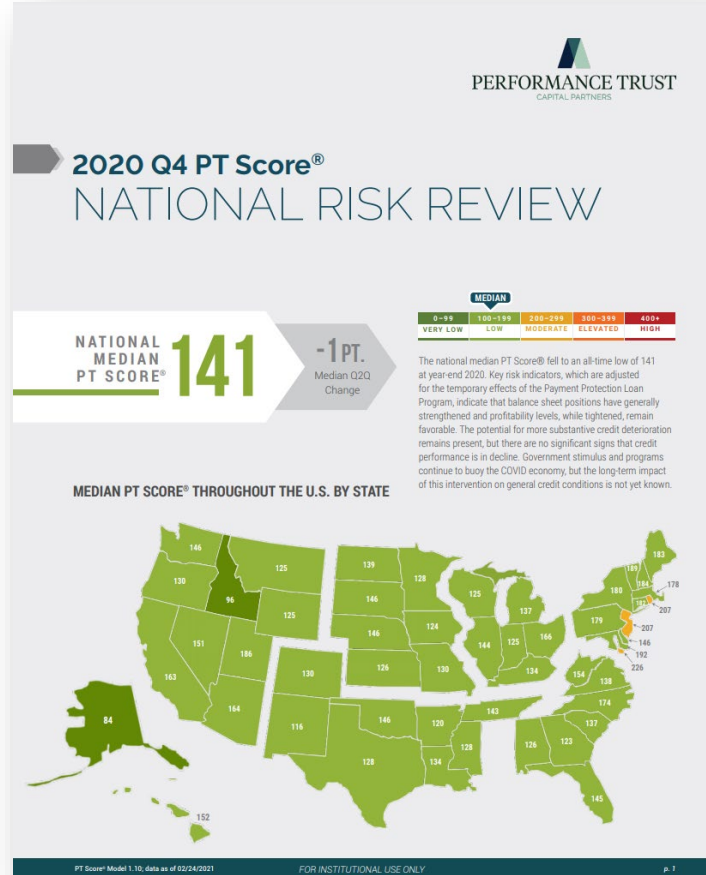 PERFORMANCE TRUST
CAPITAL PARTNERS
2020 Q4 PT Score®
NATIONAL RISK REVIEW
NATIONAL
MEDIAN
PT SCORE®
141
-1 PT.
Median Q2Q
Change
MEDIAN
0–99 100–199 200–299 300–399 400+
VERY LOW LOW MODERATE ELEVATED HIGH
The national median PT Score® fell to an all-time low of 141
at year-end 2020. Key risk indicators, which are adjusted
for the temporary effects of the Payment Protection Loan
Program, indicate that balance sheet positions have generally
strengthened and profitability levels, while tightened, remain
favorable. The potential for more substantive credit deterioration
remains present, but there are no significant signs that credit
performance is in decline. Government stimulus and programs
continue to buoy the COVID economy, but the long-term impact
of this intervention on general credit conditions is not yet known.
MEDIAN PT SCORE® THROUGHOUT THE U.S. BY STATE
146
125
139
128
183
189
184
178
130
96
125
146
125
137
180
207
207
151
186
146
124
144
125
166
179
146
192
226
163
130
126
130
134
154
138
164
116
146
120
143
174
137
84
128
134
128
126
123
145
152
PT Score® Model 1.10; data as of 02/24/2021
FOR INSTITUTIONAL USE ONLY
p. 1